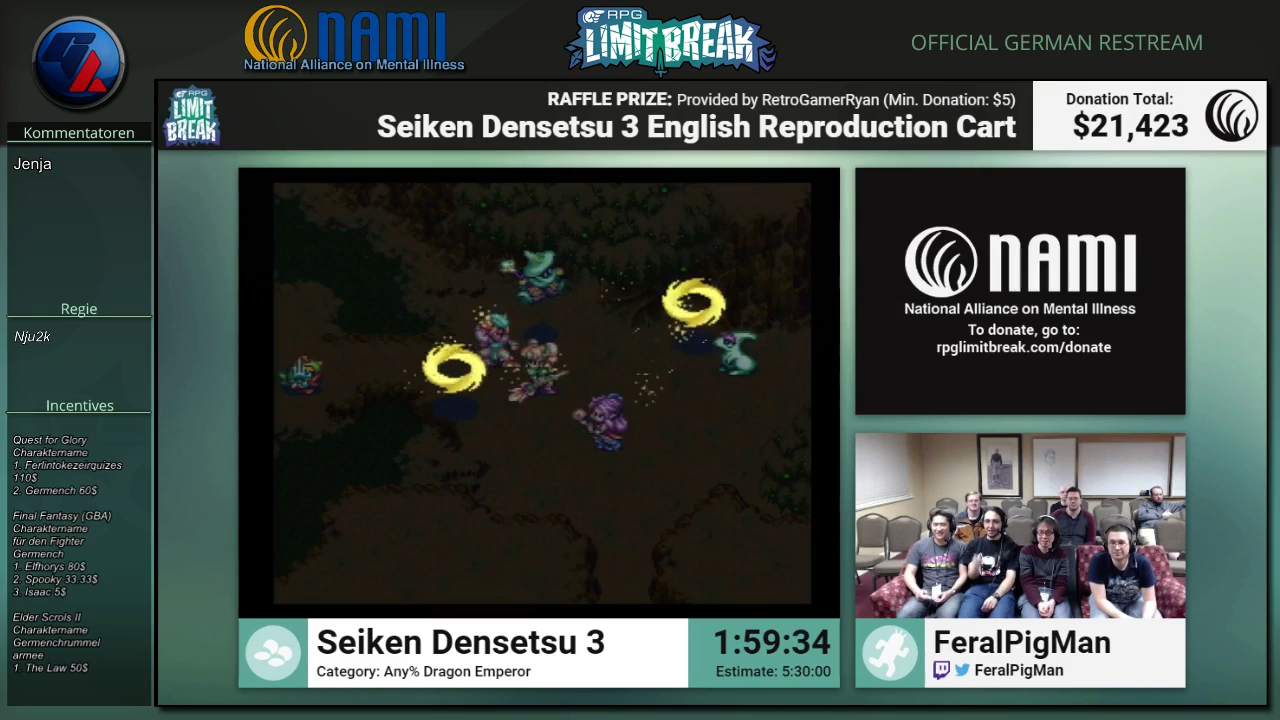 NAMI
National Alliance on Mental Illness
RPG
LIMIT BREAK
OFFICIAL GERMAN RESTREAM
Kommentatoren
Jenja
Regie
Nju2k
Incentives
Quest for Glory
Charaktername
1. Ferlintokezeirquizes
110$
2. Germench 60$
Final Fantasy (GBA)
Charaktername
für den Fighter
Germench
1. Elfhorys 80$
2. Spooky 33.33$
3. Isaac 5$
Elder Scrolls II
Charaktername
Germenchrummel
armee
1. The Law 50$
RPG
LIMIT
BREAK
RAFFLE PRIZE: Provided by RetroGamerRyan (Min. Donation: $5)
Seiken Densetsu 3 English Reproduction Cart
Donation Total:
$21,423
NAMI
National Alliance on Mental Illness
To donate, go to:
rpglimitbreak.com/donate
Seiken Densetsu 3
Category: Any% Dragon Emperor
1:59:34
Estimate: 5:30:00
FeralPigMan
FeralPigMan